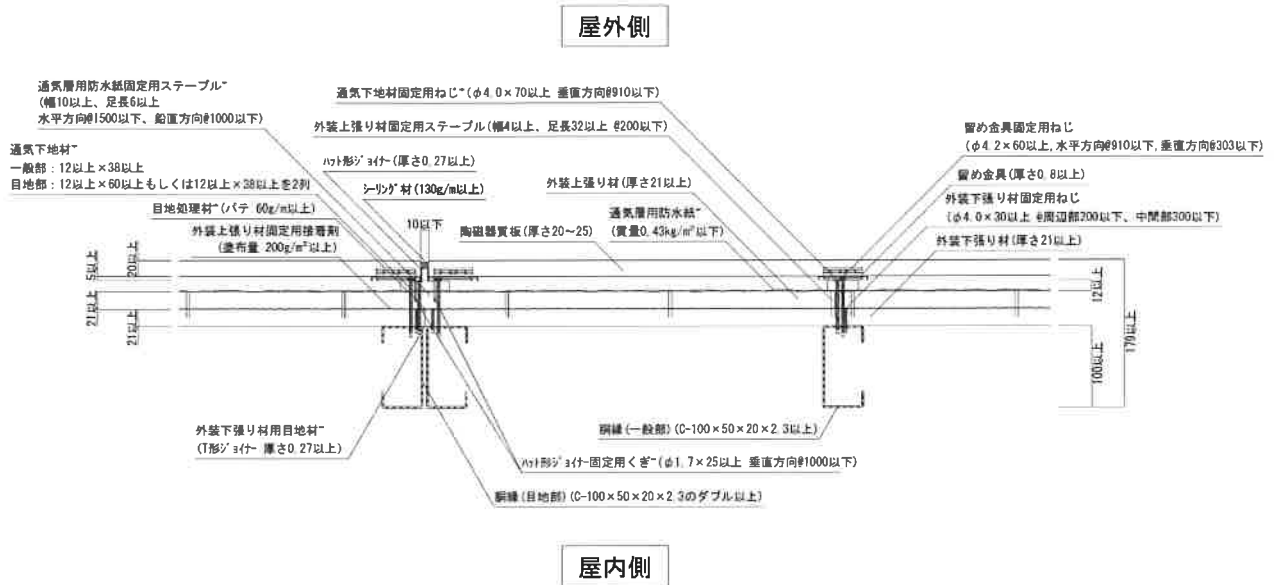 屋外側
通気層用防水紙固定用ステープル~
(幅10以上、足長6以上
水平方向@1500以下、鉛直方向@1000以下)
通気下地材固定用ねじ~(φ4.0×70以上 垂直方向@910以下)
外装上張り材固定用ステープル(幅4以上、足長32以上 @200以下)
留め金具固定用ねじ
(φ4.2×60以上,水平方向@910以下,垂直方向@303以下)
通気下地材~
一般部:12以上×38以上
目地部:12以上×60以上もしくは12以上×38以上を2列
ハット形ジョイナー(厚さ0.27以上)
シーリング材(130g/m以上)
外装上張り材(厚さ21以上)
留め金具(厚さ0.8以上)
外装下張り材固定用ねじ
(φ4.0×30以上 @周辺部200以下、中間部300以下)
目地処理材~(パテ 60g/m以上)
10以下
通気層用防水紙~
(質量0.43kg/m²以下)
外装上張り材固定用接着剤
(塗布量 200g/m²以上)
陶磁器質板(厚さ20~25)
外装下張り材(厚さ21以上)
5以上
20以上
21以上
21以上
12以上
100以上
179以上
外装下張り材用目地材~
(T形ジョイナー 厚さ0.27以上)
胴縁(一般部)(C-100×50×20×2.3以上)
ハット形ジョイナー固定用くぎ~(φ1.7×25以上 垂直方向@1000以下)
胴縁(目地部)(C-100×50×20×2.3のダブル以上)
屋内側